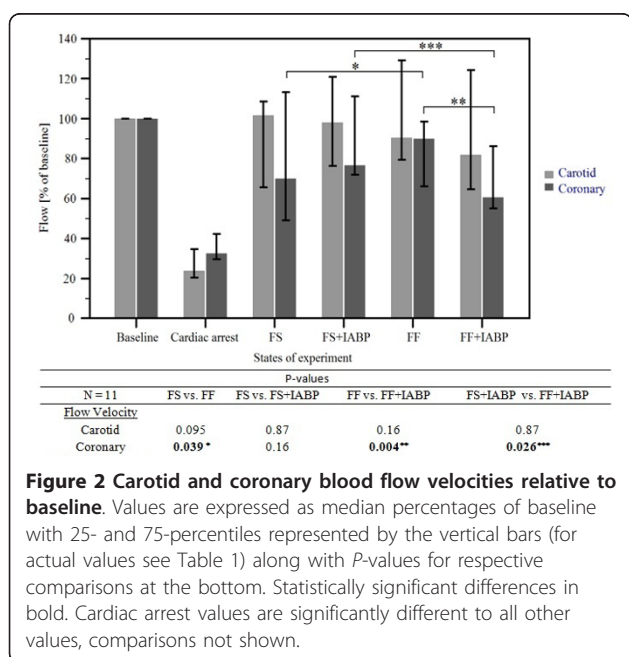 140
120
100
80
60
40
20
0
Flow [% of baseline]
***
*
**
Carotid
Coronary
Baseline Cardiac arrest FS FS+IABP FF FF+IABP
States of experiment
P-values
N = 11 FS vs. FF FS vs. FS+IABP FF vs. FF+IABP FS+IABP vs. FF+IABP
Flow Velocity
Carotid 0.095 0.87 0.16 0.87
Coronary 0.039 * 0.16 0.004** 0.026***
Figure 2 Carotid and coronary blood flow velocities relative to
baseline. Values are expressed as median percentages of baseline
with 25- and 75-percentiles represented by the vertical bars (for
actual values see Table 1) along with P-values for respective
comparisons at the bottom. Statistically significant differences in
bold. Cardiac arrest values are significantly different to all other
values, comparisons not shown.